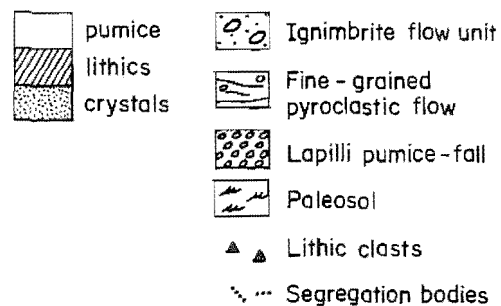 pumice
lithics
crystals
Ignimbrite flow unit
Fine-grained
pyroclastic flow
Lapilli pumice-fall
Paleosol
Lithic clasts
Segregation bodies